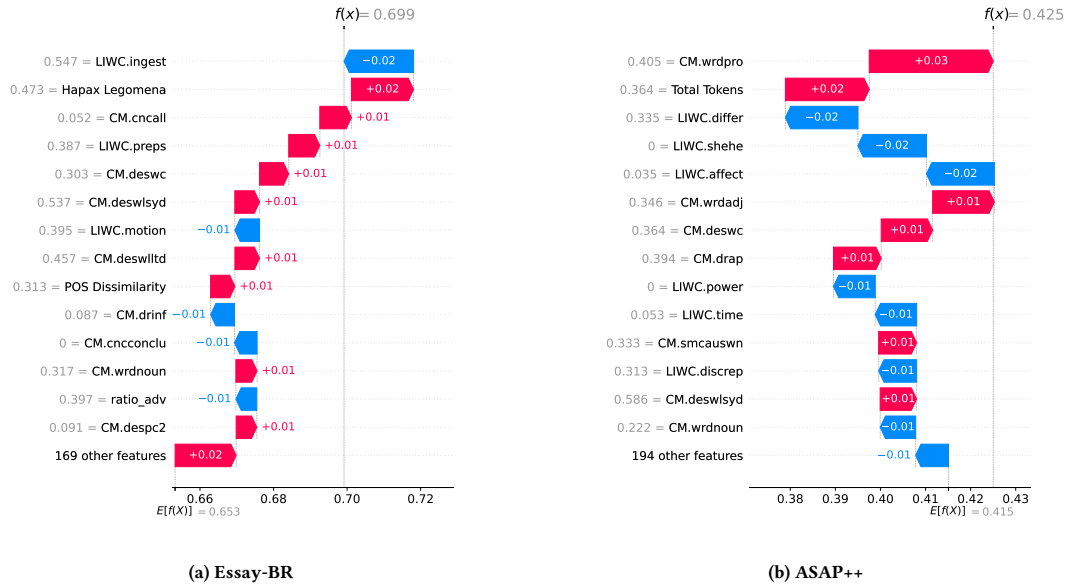 f(x) = 0.699
0.547 = LIWC.ingest −0.02
0.473 = Hapax Legomena +0.02
0.052 = CM.cncall +0.01
0.387 = LIWC.preps +0.01
0.303 = CM.deswc +0.01
0.537 = CM.deswlsyd +0.01
0.395 = LIWC.motion −0.01
0.457 = CM.deswlltd +0.01
0.313 = POS Dissimilarity +0.01
0.087 = CM.drinf −0.01
0 = CM.cncconclu −0.01
0.317 = CM.wrdnoun +0.01
0.397 = ratio_adv −0.01
0.091 = CM.despc2 +0.01
169 other features +0.02
0.66 0.68 0.70 0.72
E[f(X)] = 0.653
(a) Essay-BR
f(x) = 0.425
0.405 = CM.wrdpro +0.03
0.364 = Total Tokens +0.02
0.335 = LIWC.differ −0.02
0 = LIWC.shehe −0.02
0.035 = LIWC.affect −0.02
0.346 = CM.wrdadj +0.01
0.364 = CM.deswc +0.01
0.394 = CM.drap +0.01
0 = LIWC.power −0.01
0.053 = LIWC.time −0.01
0.333 = CM.smcauswn +0.01
0.313 = LIWC.discrep −0.01
0.586 = CM.deswlsyd +0.01
0.222 = CM.wrdnoun −0.01
194 other features −0.01
0.38 0.39 0.40 0.41 0.42 0.43
E[f(X)] = 0.415
(b) ASAP++